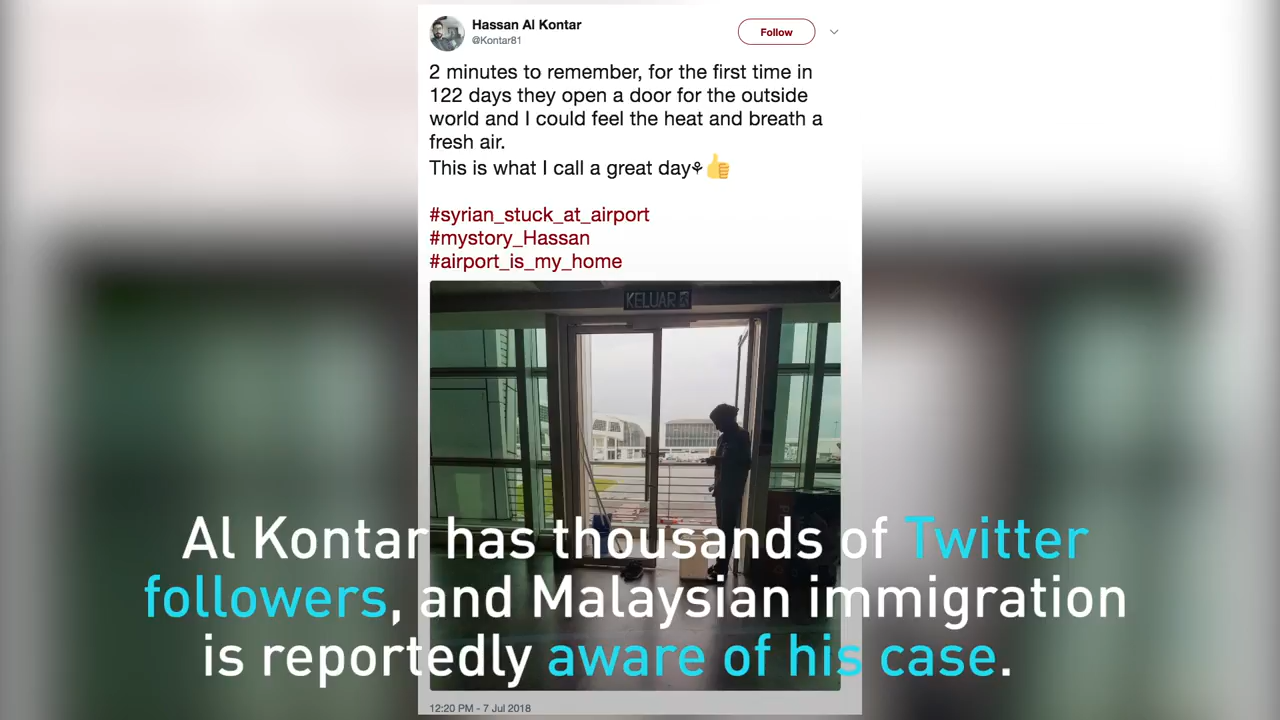 Hassan Al Kontar
@Kontar81
Follow
2 minutes to remember, for the first time in
122 days they open a door for the outside
world and I could feel the heat and breath a
fresh air.
This is what I call a great day⚘👍
#syrian_stuck_at_airport
#mystory_Hassan
#airport_is_my_home
KELUAR
Al Kontar has thousands of Twitter
followers, and Malaysian immigration
is reportedly aware of his case.
12:20 PM - 7 Jul 2018